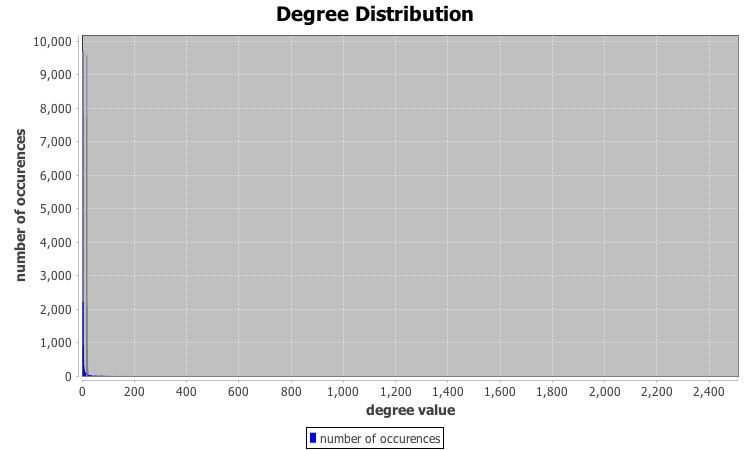 Degree Distribution
10,000
9,000
8,000
7,000
6,000
5,000
4,000
3,000
2,000
1,000
0
number of occurences
0 200 400 600 800 1,000 1,200 1,400 1,600 1,800 2,000 2,200 2,400
degree value
number of occurences